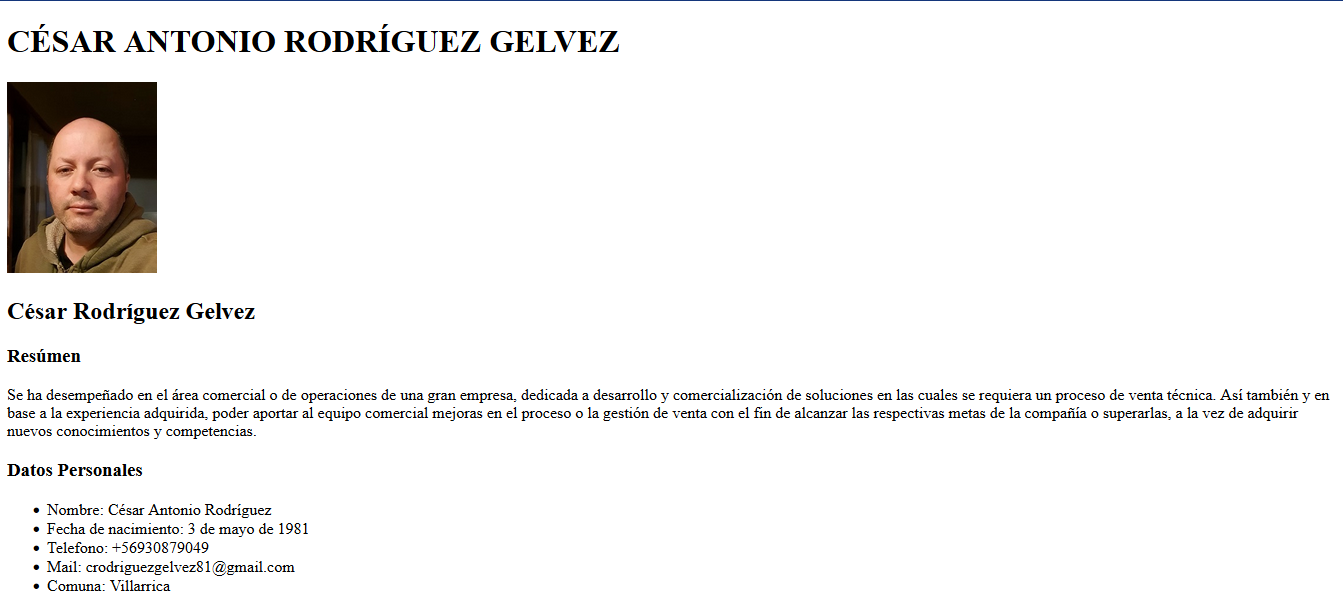 CÉSAR ANTONIO RODRÍGUEZ GELVEZ
César Rodríguez Gelvez
Resúmen
Se ha desempeñado en el área comercial o de operaciones de una gran empresa, dedicada a desarrollo y comercialización de soluciones en las cuales se requiera un proceso de venta técnica. Así también y en
base a la experiencia adquirida, poder aportar al equipo comercial mejoras en el proceso o la gestión de venta con el fin de alcanzar las respectivas metas de la compañía o superarlas, a la vez de adquirir
nuevos conocimientos y competencias.
Datos Personales
• Nombre: César Antonio Rodríguez
• Fecha de nacimiento: 3 de mayo de 1981
• Telefono: +56930879049
• Mail: crodriguezgelvez81@gmail.com
• Comuna: Villarrica